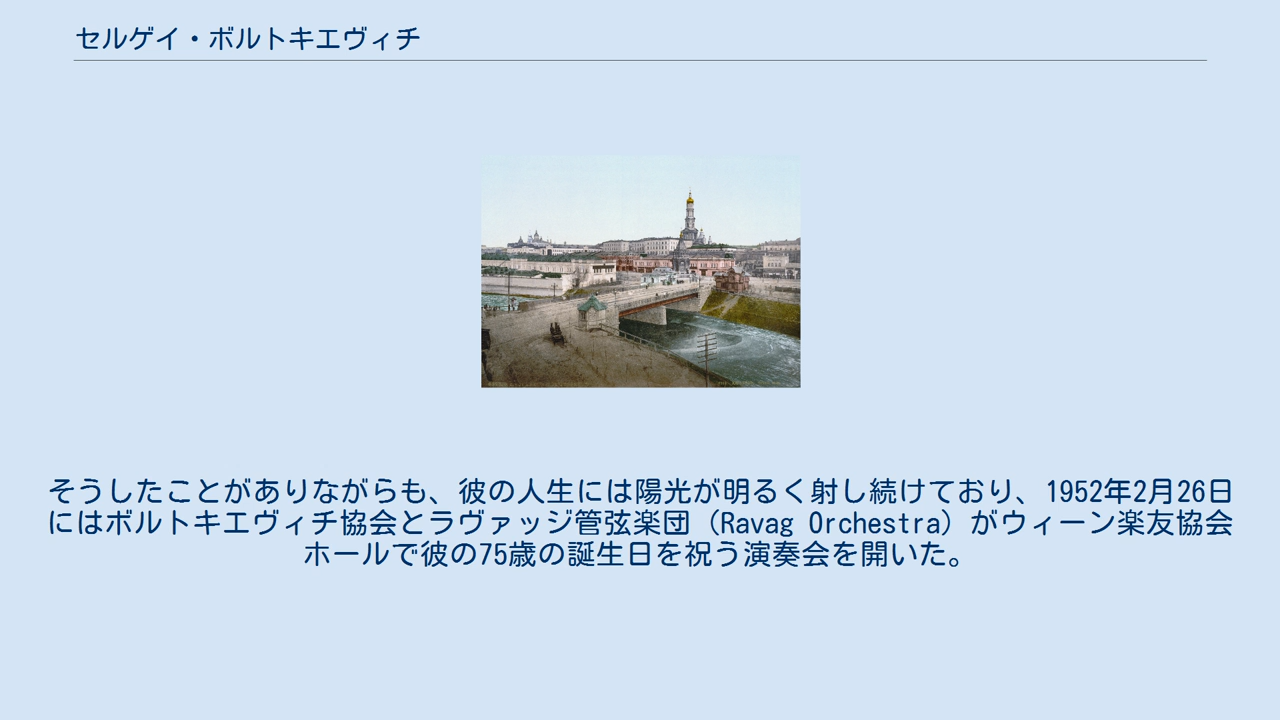 セルゲイ・ボルトキエヴィチ
そうしたことがありながらも、彼の人生には陽光が明るく射し続けており、1952年2月26日
にはボルトキエヴィチ協会とラヴァッジ管弦楽団（Ravag Orchestra）がウィーン楽友協会
ホールで彼の75歳の誕生日を祝う演奏会を開いた。